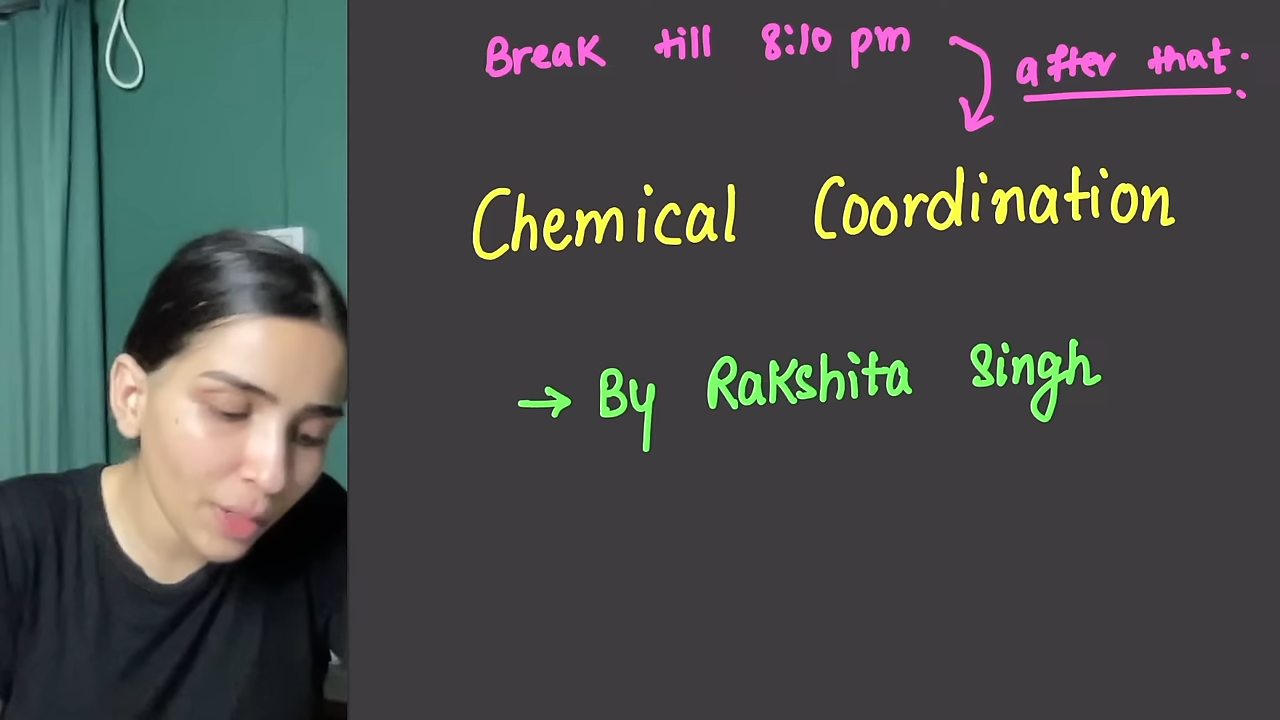 Break till 8:10 pm
after that.
Chemical Coordination
→ By Rakshita Singh